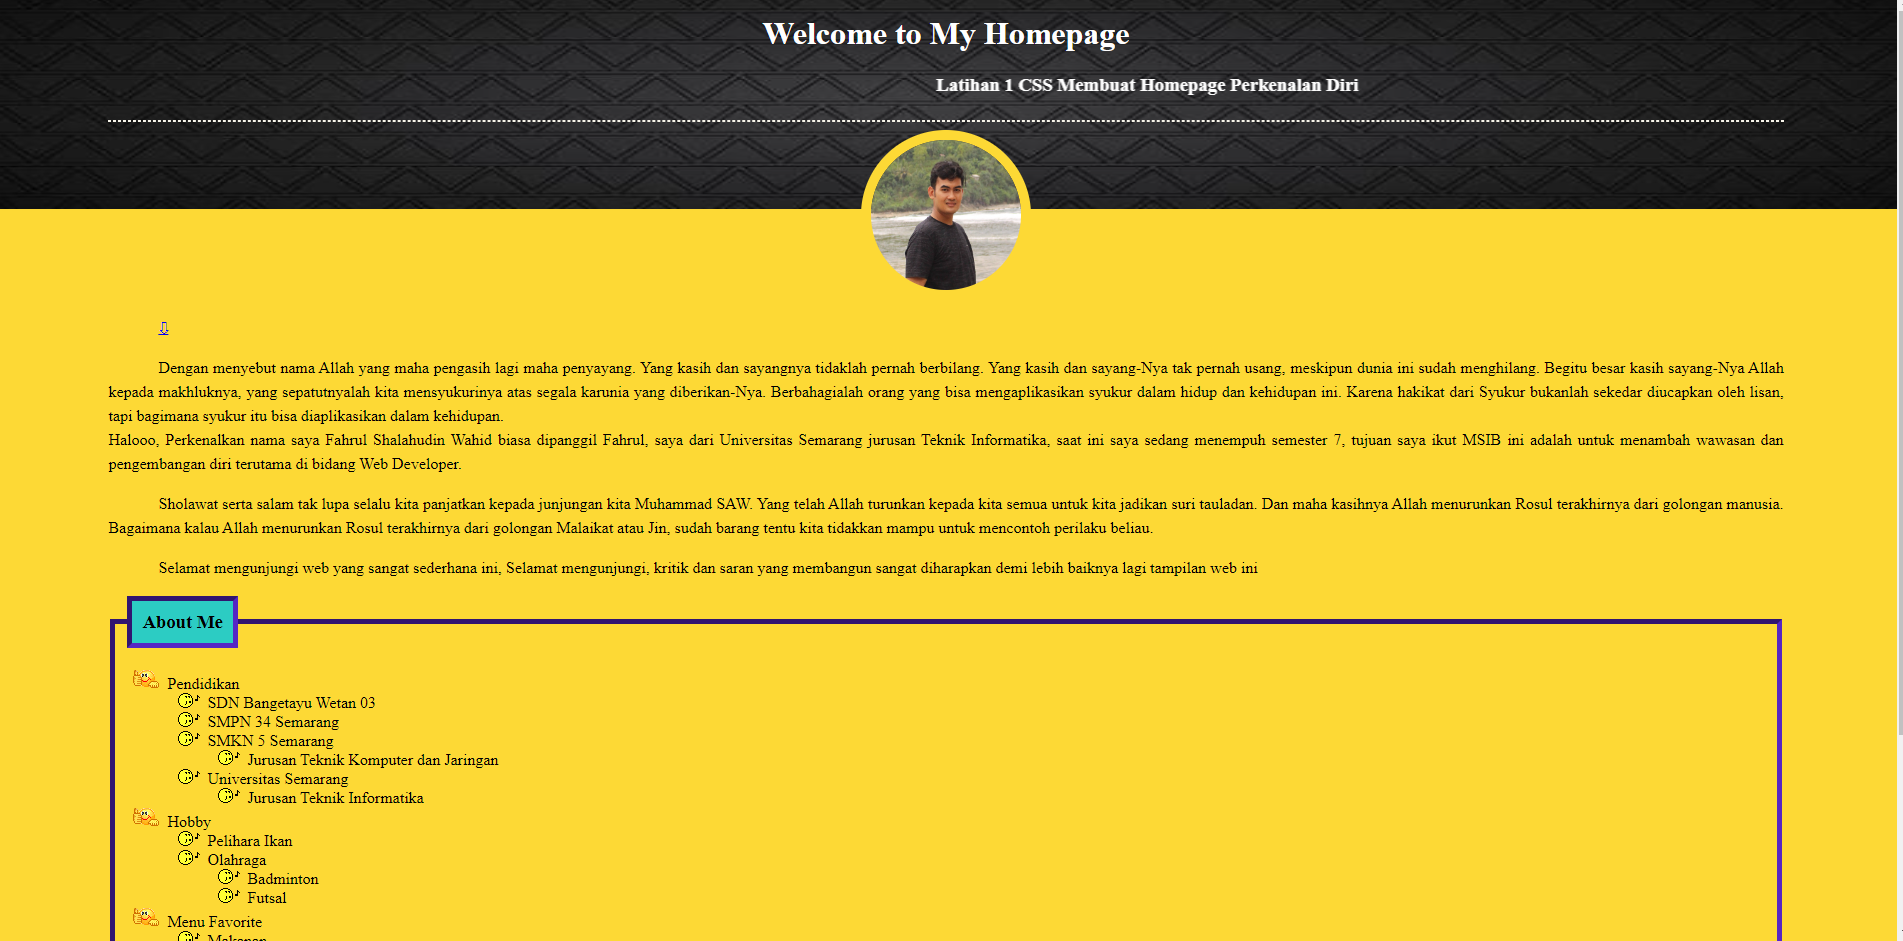 Welcome to My Homepage
Latihan 1 CSS Membuat Homepage Perkenalan Diri
⇩
Dengan menyebut nama Allah yang maha pengasih lagi maha penyayang. Yang kasih dan sayangnya tidaklah pernah berbilang. Yang kasih dan sayang-Nya tak pernah usang, meskipun dunia ini sudah menghilang. Begitu besar kasih sayang-Nya Allah
kepada makhluknya, yang sepatutnyalah kita mensyukurinya atas segala karunia yang diberikan-Nya. Berbahagialah orang yang bisa mengaplikasikan syukur dalam hidup dan kehidupan ini. Karena hakikat dari Syukur bukanlah sekedar diucapkan oleh lisan,
tapi bagimana syukur itu bisa diaplikasikan dalam kehidupan.
Halooo, Perkenalkan nama saya Fahrul Shalahudin Wahid biasa dipanggil Fahrul, saya dari Universitas Semarang jurusan Teknik Informatika, saat ini saya sedang menempuh semester 7, tujuan saya ikut MSIB ini adalah untuk menambah wawasan dan
pengembangan diri terutama di bidang Web Developer.
Sholawat serta salam tak lupa selalu kita panjatkan kepada junjungan kita Muhammad SAW. Yang telah Allah turunkan kepada kita semua untuk kita jadikan suri tauladan. Dan maha kasihnya Allah menurunkan Rosul terakhirnya dari golongan manusia.
Bagaimana kalau Allah menurunkan Rosul terakhirnya dari golongan Malaikat atau Jin, sudah barang tentu kita tidakkan mampu untuk mencontoh perilaku beliau.
Selamat mengunjungi web yang sangat sederhana ini, Selamat mengunjungi, kritik dan saran yang membangun sangat diharapkan demi lebih baiknya lagi tampilan web ini
About Me
Pendidikan
SDN Bangetayu Wetan 03
SMPN 34 Semarang
SMKN 5 Semarang
Jurusan Teknik Komputer dan Jaringan
Universitas Semarang
Jurusan Teknik Informatika
Hobby
Pelihara Ikan
Olahraga
Badminton
Futsal
Menu Favorite
Makanan